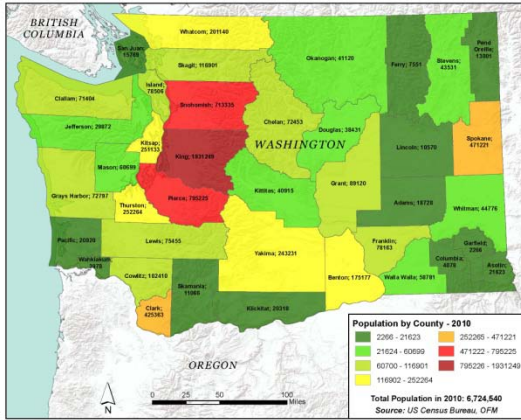 BRITISH
COLUMBIA
San Juan;
15769
Whatcom; 201140
Skagit; 116901
Island;
78506
Clallam; 71404
Snohomish;
713335
Jefferson; 29872
Kitsap;
251133
King; 1931249
Mason; 60699
Grays Harbor; 72797
Thurston;
252264
Pierce; 795225
Pacific; 20920
Wahkiakum;
3978
Lewis; 75455
Cowlitz; 102410
Clark;
425363
Skamania;
11066
Okanogan;
41120
Chelan;
72453
Douglas;
38431
WASHINGTON
Kittitas;
40915
Grant; 89120
Yakima; 243231
Klickitat; 20318
Benton;
175177
Franklin;
78163
Walla Walla; 58781
Ferry; 7551
Stevens;
43531
Pend
Oreille;
13001
Lincoln; 10570
Spokane;
471221
Adams; 18728
Whitman; 44776
Garfield;
2266
Columbia;
4078
Asotin;
21623
OREGON
N
0 50 100
Miles
Population by County - 2010
2266 - 21623
21624 - 60699
60700 - 116901
116902 - 252264
252265 - 471221
471222 - 795225
795226 - 1931249
Total Population in 2010: 6,724,540
Source: US Census Bureau, OFM